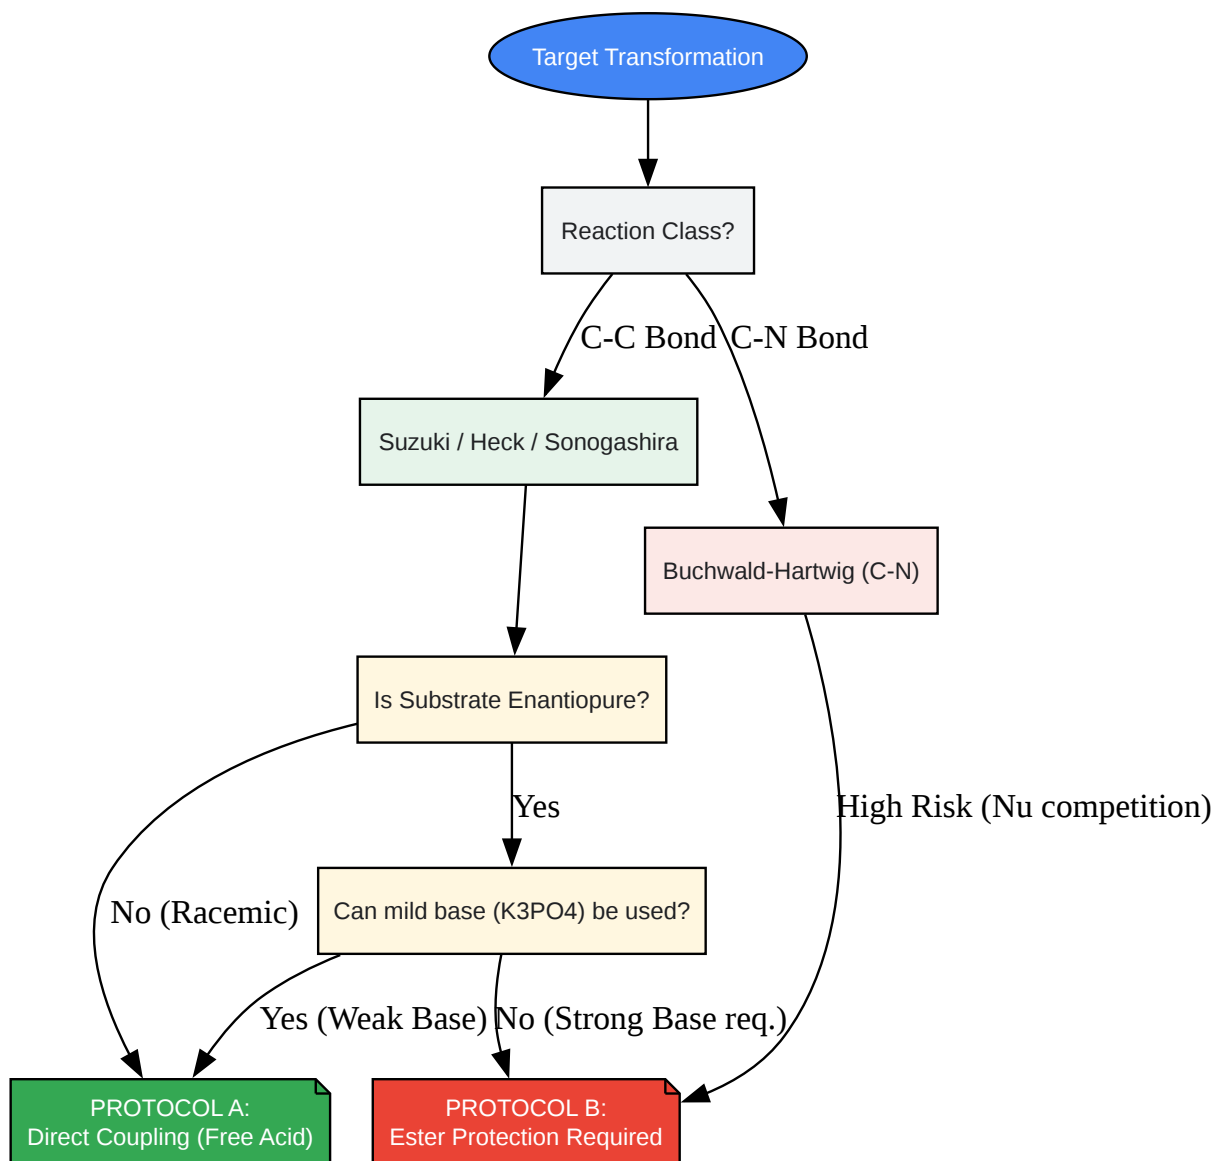 Target Transformation
Reaction Class?
C-C Bond
C-N Bond
Suzuki / Heck / Sonogashira
Buchwald-Hartwig (C-N)
Is Substrate Enantiopure?
Yes
High Risk (Nu competition)
Can mild base (K3PO4) be used?
No (Racemic)
Yes (Weak Base)
No (Strong Base req.)
PROTOCOL A:
Direct Coupling (Free Acid)
PROTOCOL B:
Ester Protection Required